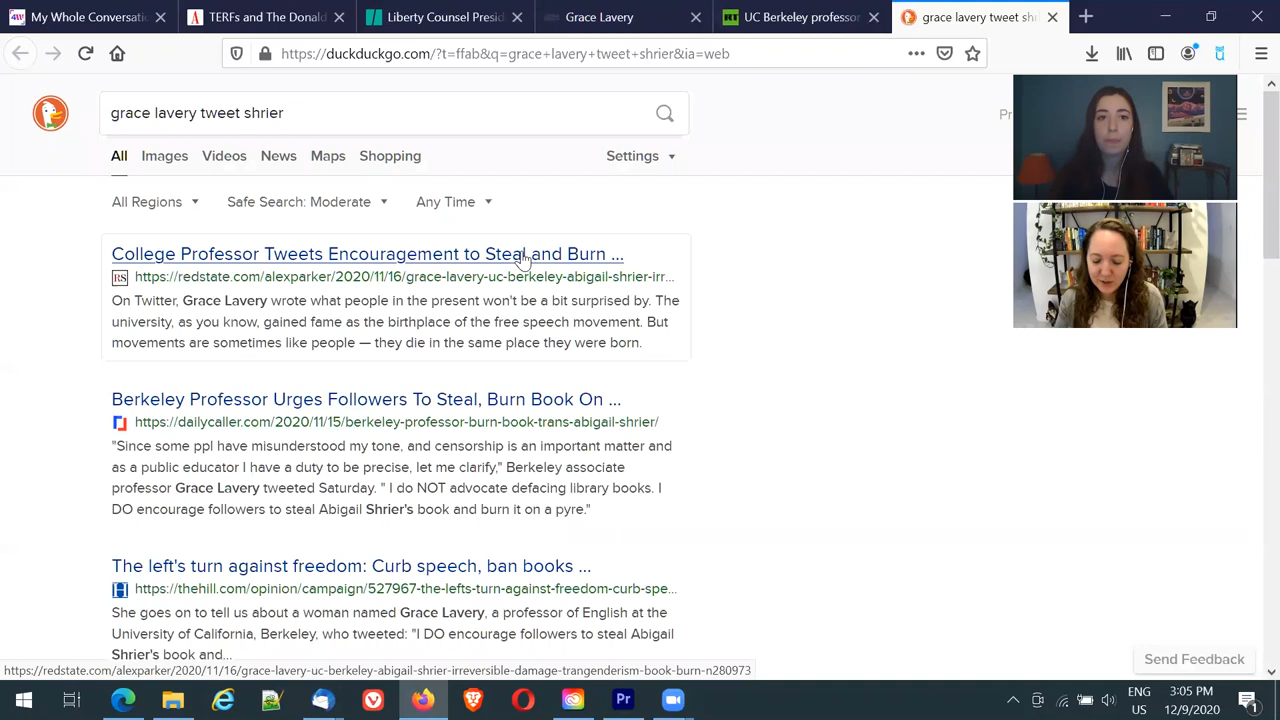 4W My Whole Conversati
TERFs and The Donald
Liberty Counsel Presid
Grace Lavery
RT UC Berkeley professor
grace lavery tweet shri
https://duckduckgo.com/?t=ffab&q=grace+lavery+tweet+shrier&ia=web
grace lavery tweet shrier
Pr
All Images Videos News Maps Shopping Settings
All Regions Safe Search: Moderate Any Time
College Professor Tweets Encouragement to Steal and Burn ...
RS https://redstate.com/alexparker/2020/11/16/grace-lavery-uc-berkeley-abigail-shrier-irr...
On Twitter, Grace Lavery wrote what people in the present won't be a bit surprised by. The
university, as you know, gained fame as the birthplace of the free speech movement. But
movements are sometimes like people — they die in the same place they were born.
Berkeley Professor Urges Followers To Steal, Burn Book On ...
https://dailycaller.com/2020/11/15/berkeley-professor-burn-book-trans-abigail-shrier/
"Since some ppl have misunderstood my tone, and censorship is an important matter and
as a public educator I have a duty to be precise, let me clarify," Berkeley associate
professor Grace Lavery tweeted Saturday. " I do NOT advocate defacing library books. I
DO encourage followers to steal Abigail Shrier's book and burn it on a pyre."
The left's turn against freedom: Curb speech, ban books ...
H https://thehill.com/opinion/campaign/527967-the-lefts-turn-against-freedom-curb-spe...
She goes on to tell us about a woman named Grace Lavery, a professor of English at the
University of California, Berkeley, who tweeted: "I DO encourage followers to steal Abigail
Shrier's book and...
Send Feedback
https://redstate.com/alexparker/2020/11/16/grace-lavery-uc-berkeley-abigail-shrier-irreversible-damage-trangenderism-book-burn-n280973
Pr
ENG
US
3:05 PM
12/9/2020
1